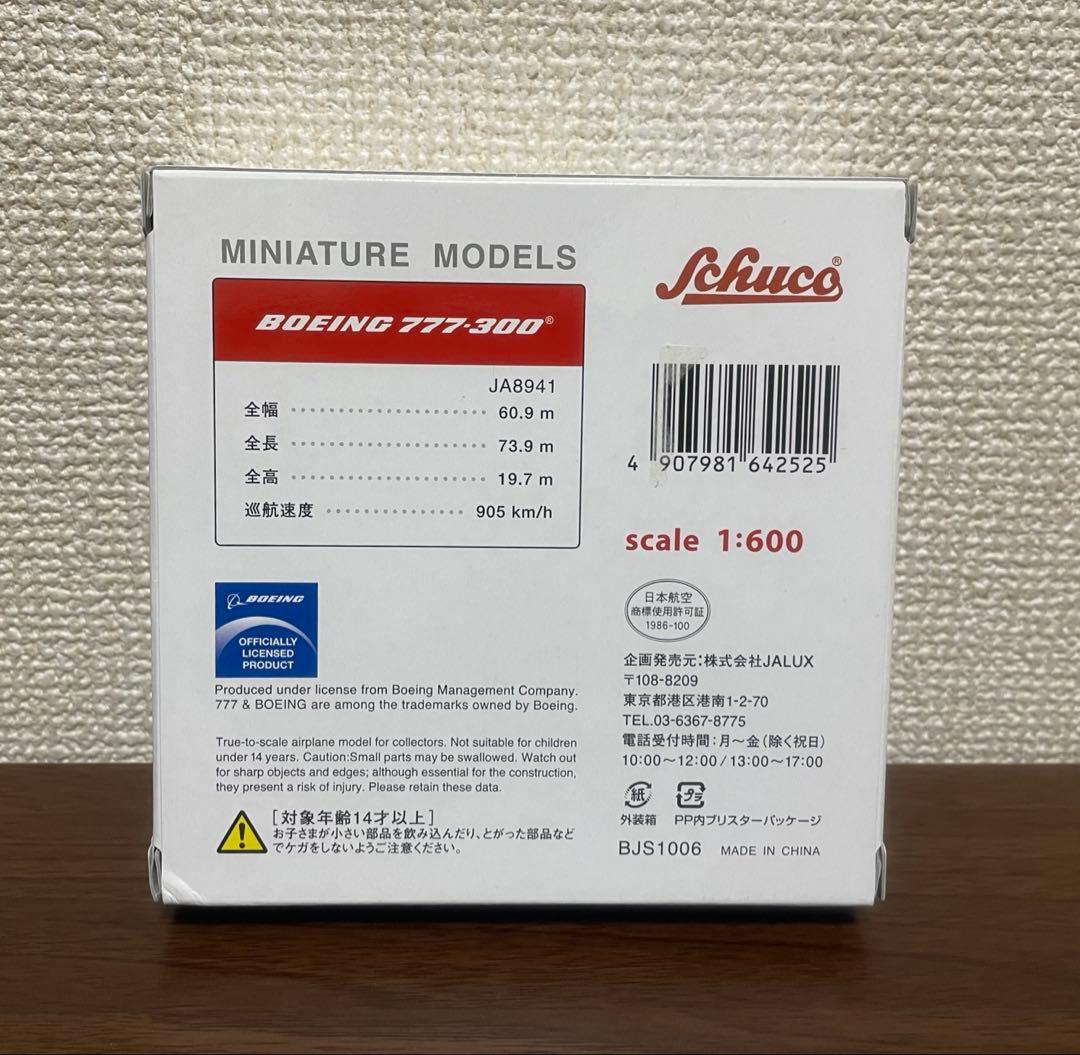 MINIATURE MODELS
BOEING 777-300®
JA8941
全幅 ・・・・・・・・・・・・・・・・・・・・・・ 60.9 m
全長 ・・・・・・・・・・・・・・・・・・・・・・ 73.9 m
全高 ・・・・・・・・・・・・・・・・・・・・・・ 19.7 m
巡航速度 ・・・・・・・・・・・・・・・ 905 km/h
BOEING
OFFICIALLY
LICENSED
PRODUCT
Produced under license from Boeing Management Company.
777 & BOEING are among the trademarks owned by Boeing.
True-to-scale airplane model for collectors. Not suitable for children
under 14 years. Caution:Small parts may be swallowed. Watch out
for sharp objects and edges; although essential for the construction,
they present a risk of injury. Please retain these data.
[対象年齢14才以上]
お子さまが小さい部品を飲み込んだり、とがった部品など
でケガをしないようご注意ください。
Schuco®
4 907981 642525
scale 1:600
日本航空
商標使用許可証
1986-100
企画発売元:株式会社JALUX
〒108-8209
東京都港区港南1-2-70
TEL.03-6367-8775
電話受付時間:月〜金(除く祝日)
10:00〜12:00/13:00〜17:00
紙 プラ
外装箱 PP内ブリスターパッケージ
BJS1006 MADE IN CHINA